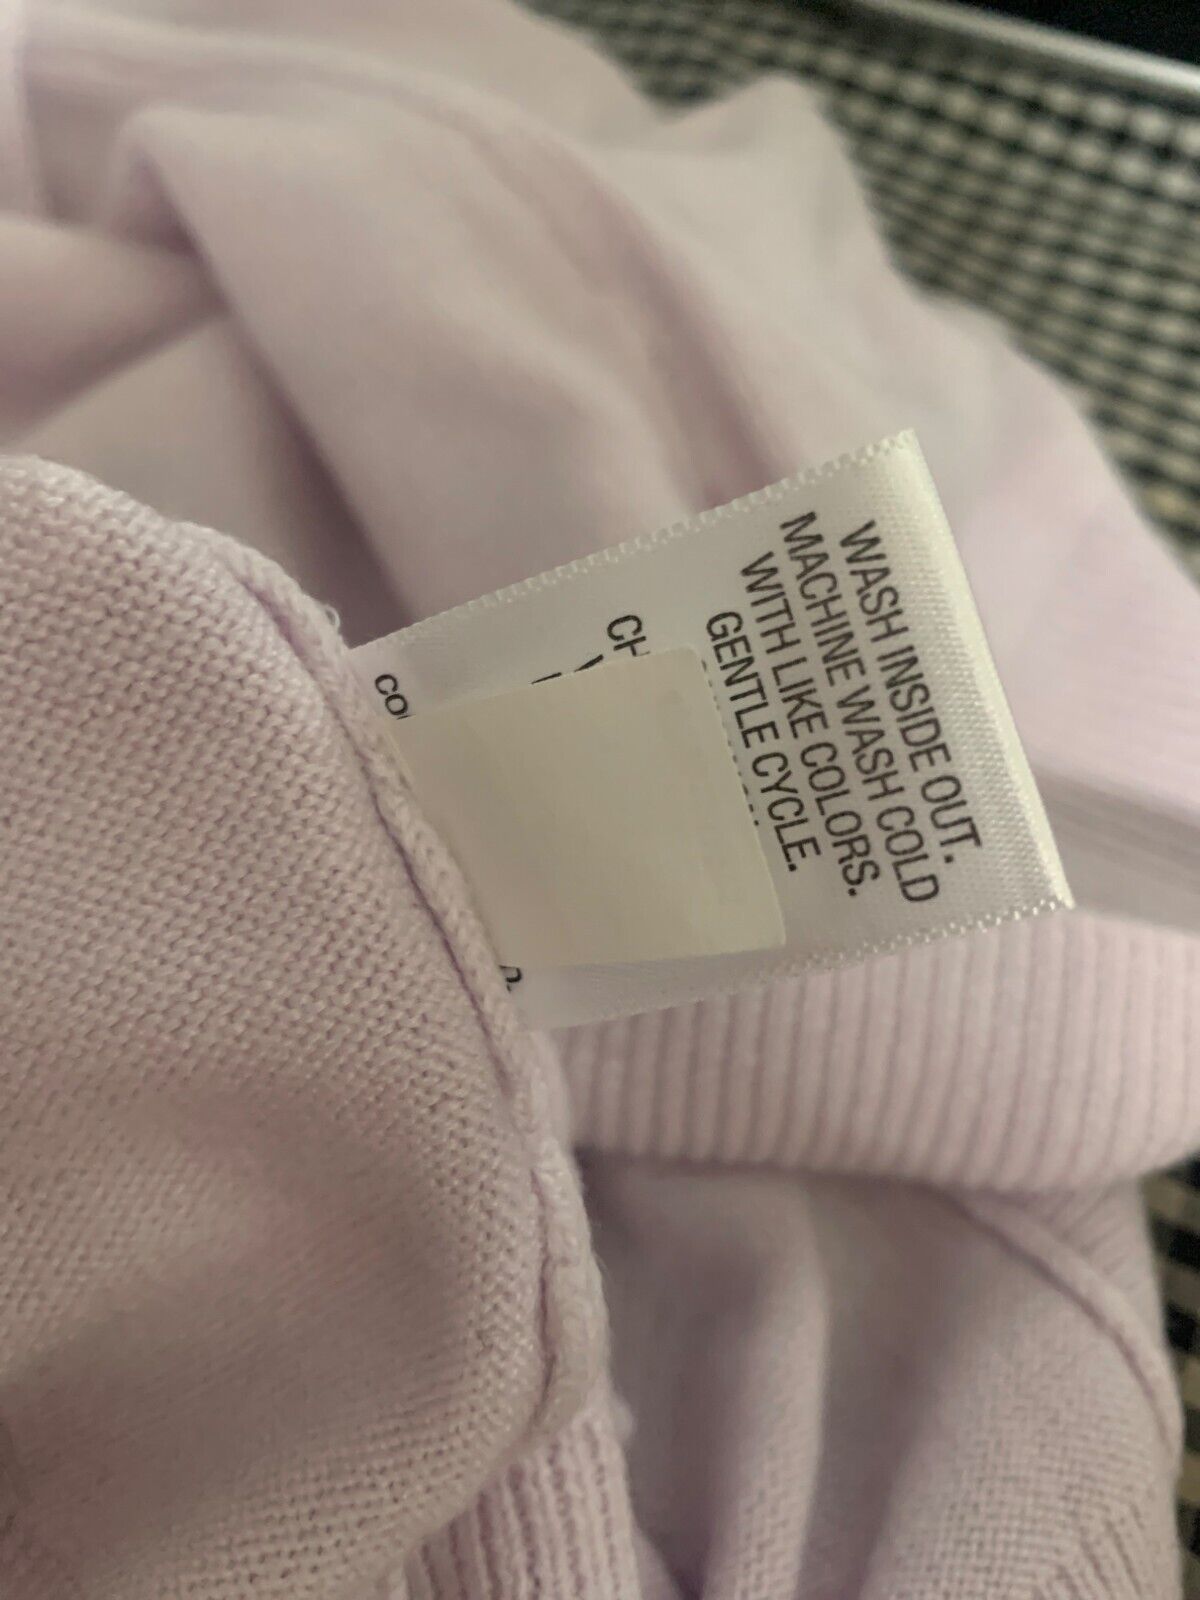 WASH INSIDE OUT.
MACHINE WASH COLD
WITH LIKE COLORS.
GENTLE CYCLE.